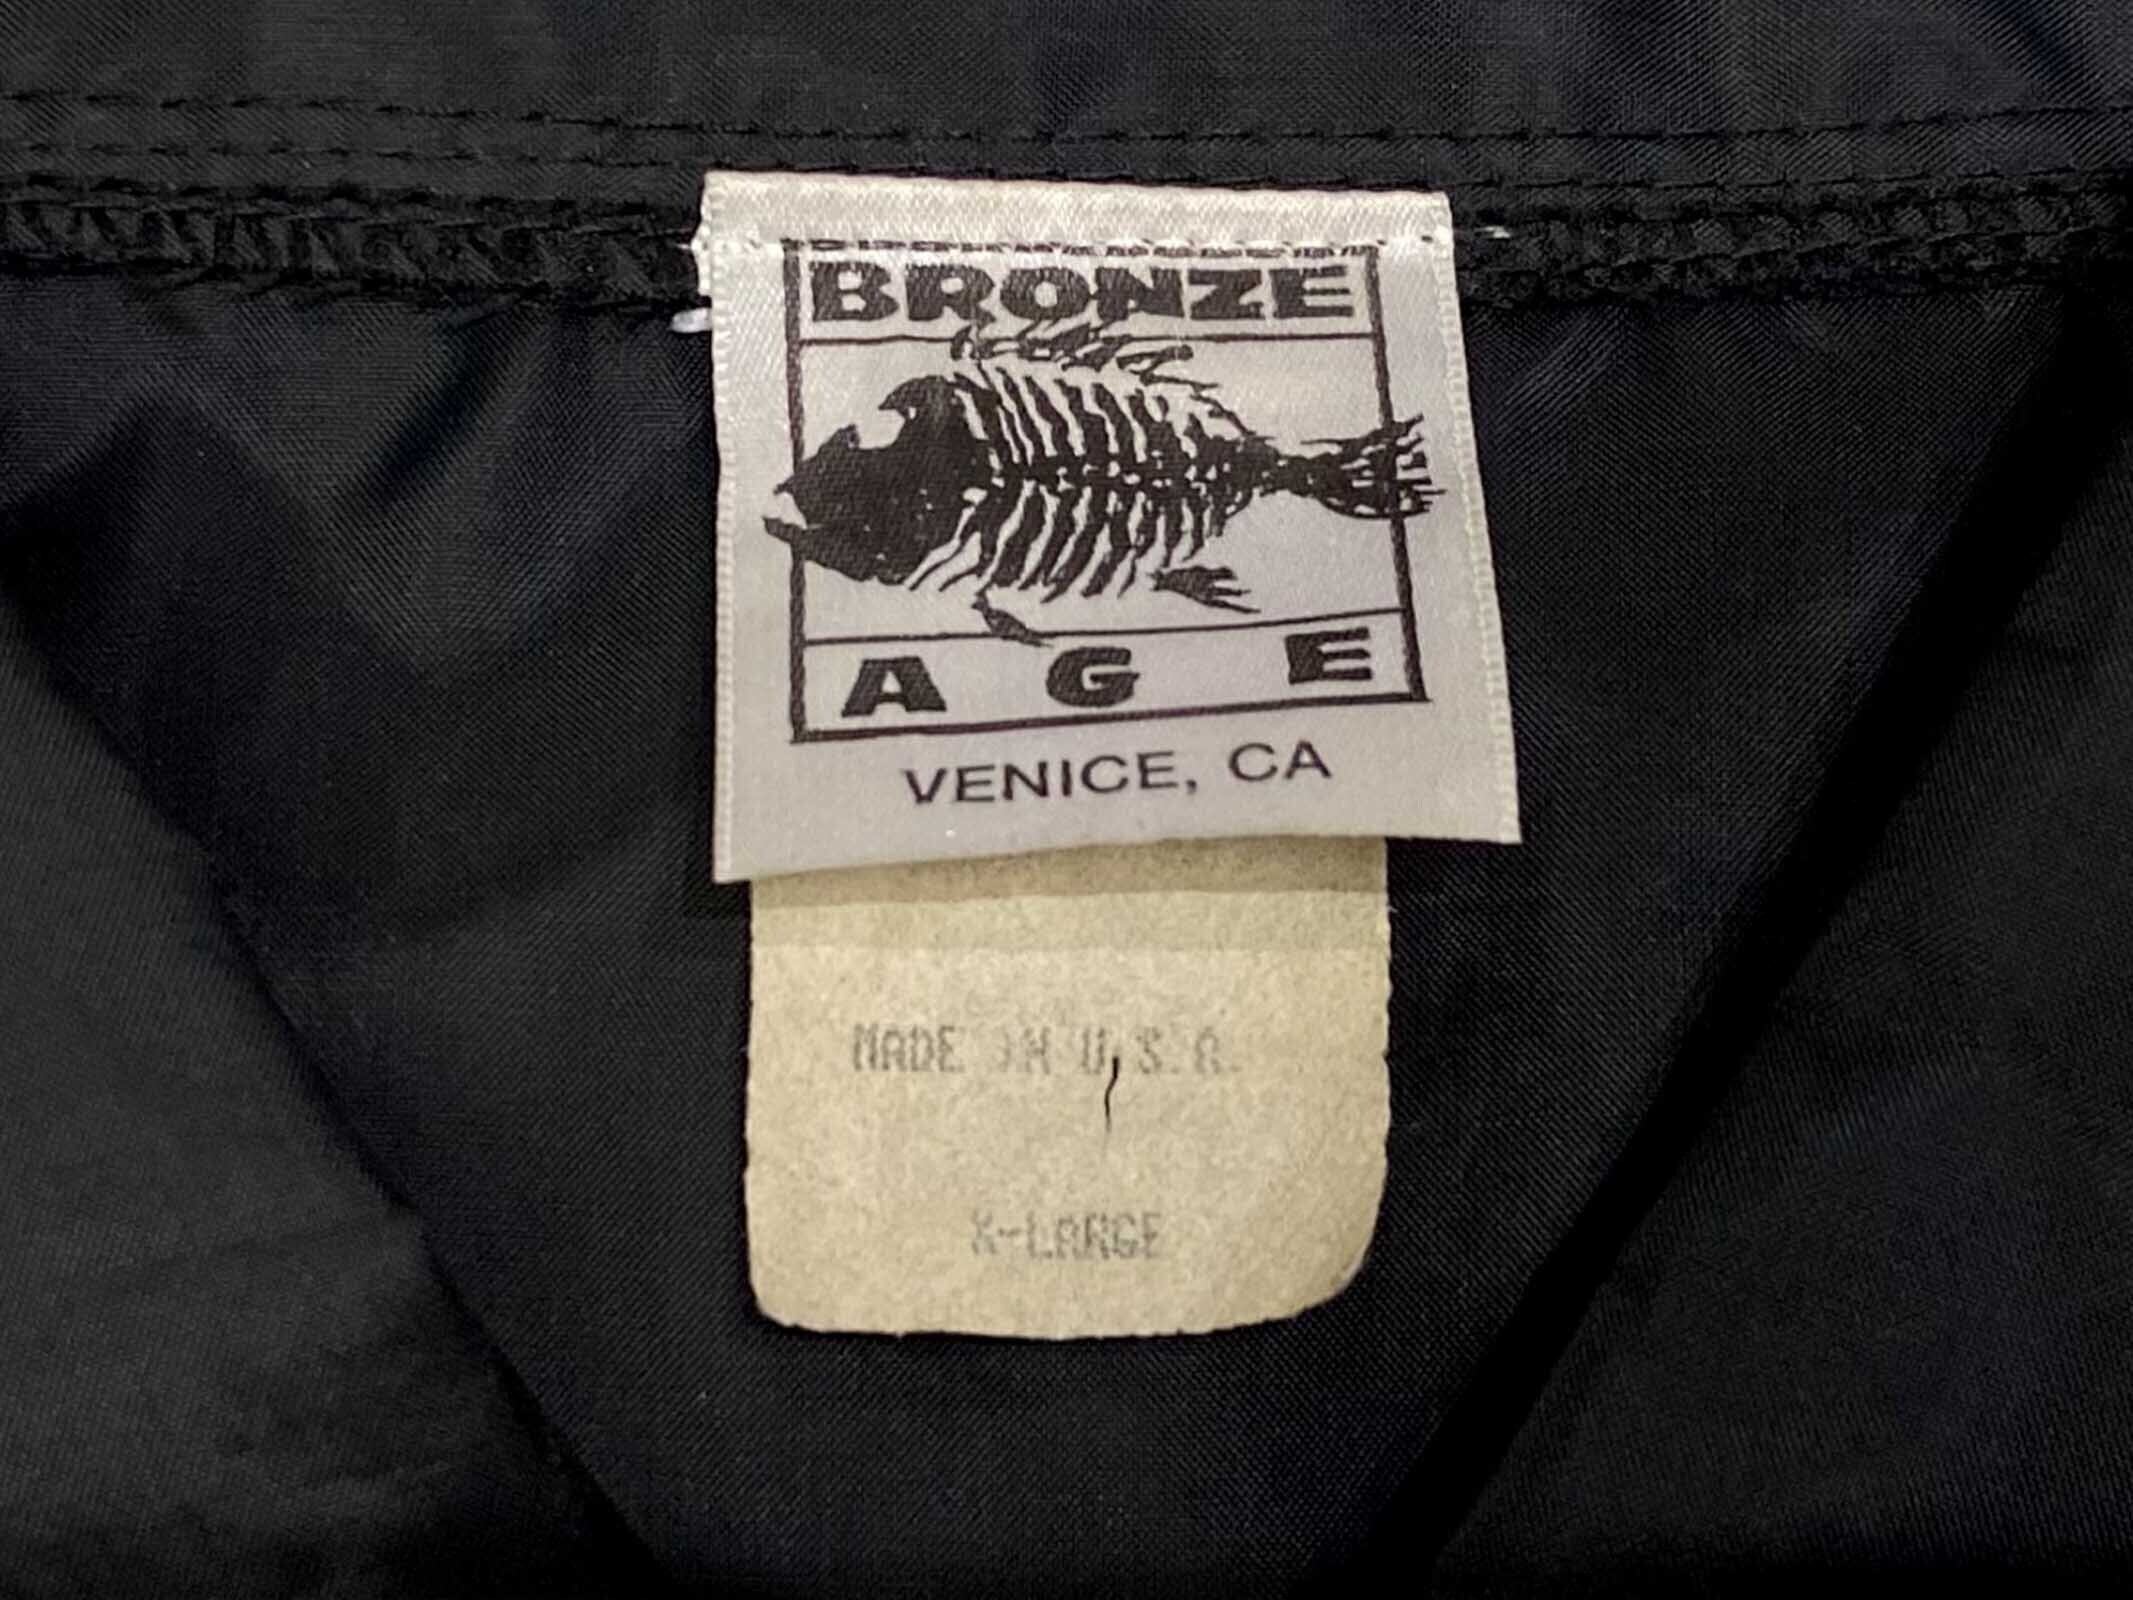 BRONZE
AGE
VENICE, CA
MADE IN U.S.A.
X-LARGE